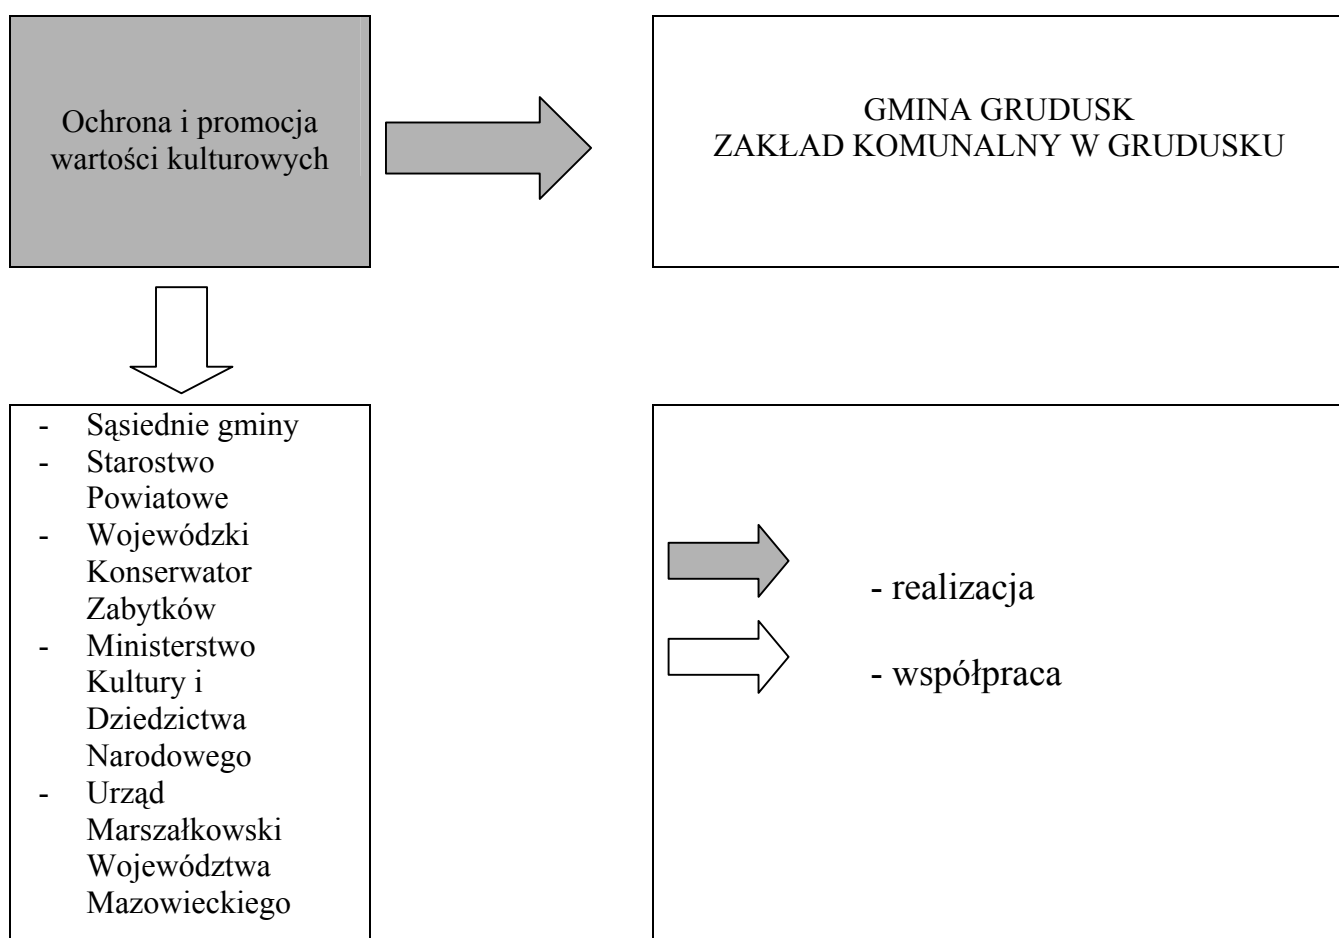 Ochrona i promocja
wartości kulturowych
GMINA GRUDUSK
ZAKŁAD KOMUNALNY W GRUDUSKU
- Sąsiednie gminy
- Starostwo
Powiatowe
- Wojewódzki
Konserwator
Zabytków
- Ministerstwo
Kultury i
Dziedzictwa
Narodowego
- Urząd
Marszałkowski
Województwa
Mazowieckiego
- realizacja
- współpraca